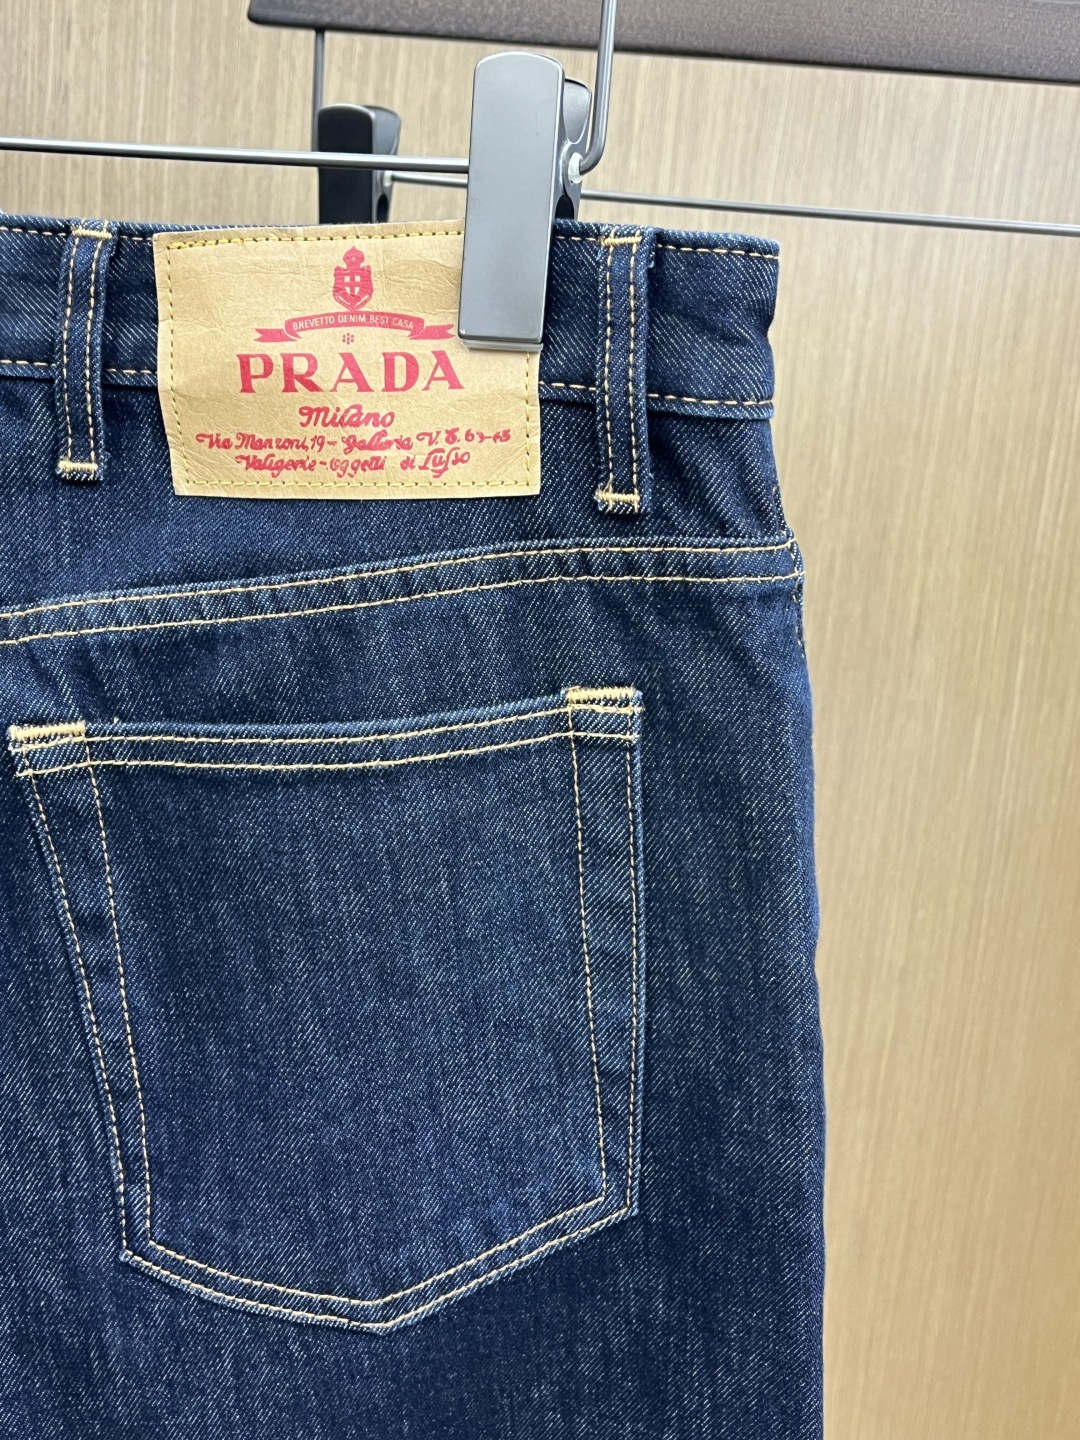 BREVETTO DENIM BEST CASA
PRADA
Milano
Via Manzoni, 19 - Galleria V. E. 63-65
Valigerie - Oggetti di Lusso